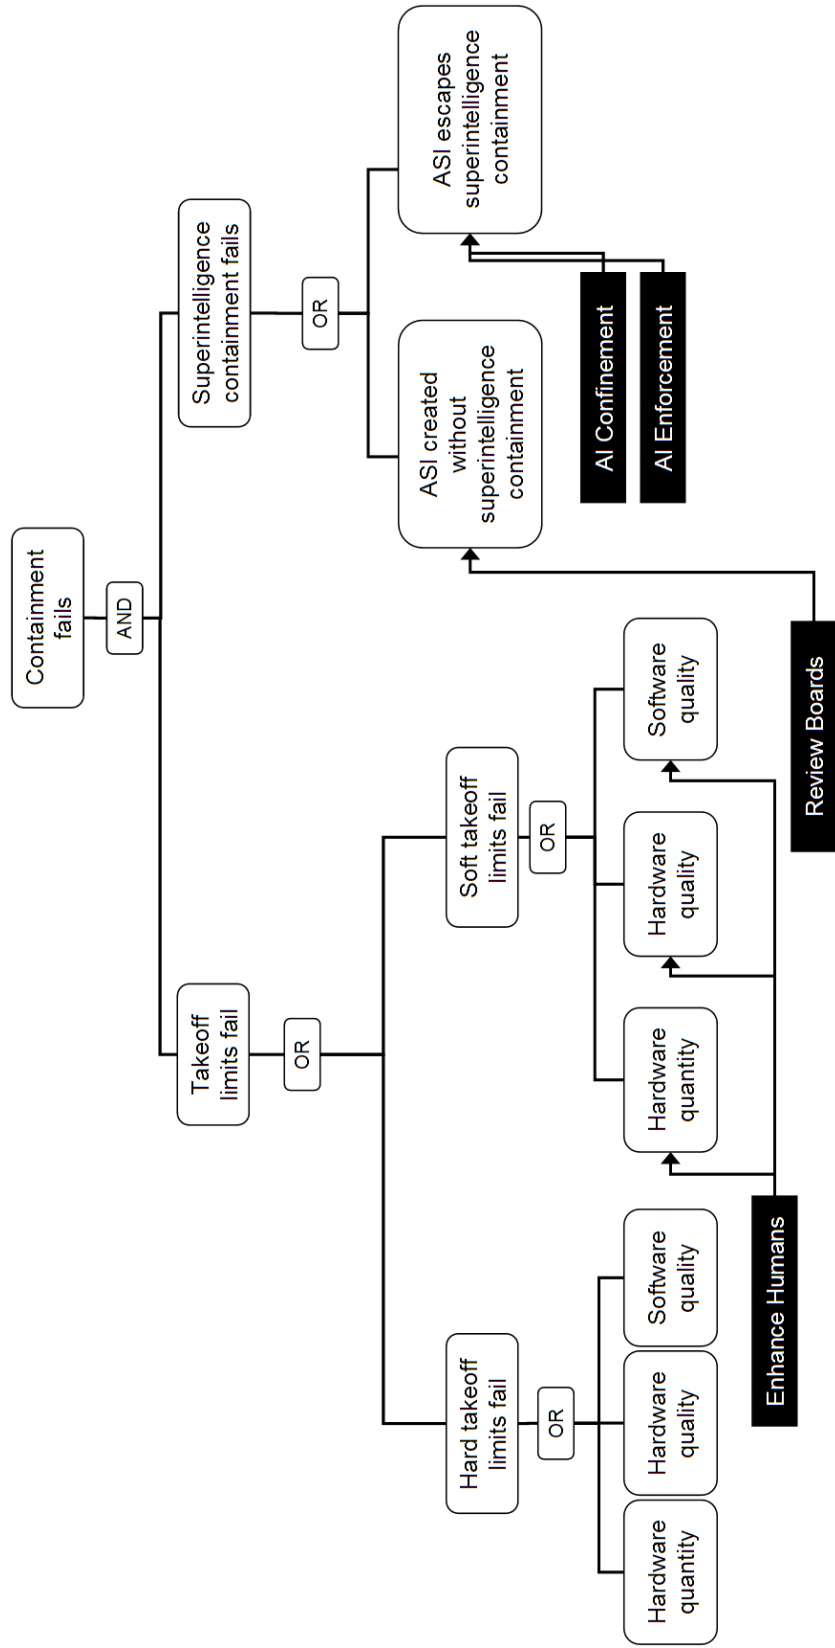 Containment
fails
AND
Takeoff
limits fail
Superintelligence
containment fails
OR
OR
Hard takeoff
limits fail
Soft takeoff
limits fail
ASI created
without
superintelligence
containment
ASI escapes
superintelligence
containment
OR
OR
Hardware
quantity
Hardware
quality
Software
quality
Hardware
quantity
Hardware
quality
Software
quality
AI Confinement
AI Enforcement
Enhance Humans
Review Boards